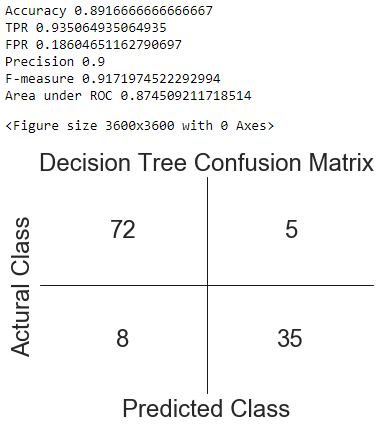 Accuracy 0.8916666666666667
TPR 0.935064935064935
FPR 0.18604651162790697
Precision 0.9
F-measure 0.9171974522292994
Area under ROC 0.874509211718514
<Figure size 3600x3600 with 0 Axes>
Decision Tree Confusion Matrix
Actural Class
72 5
8 35
Predicted Class